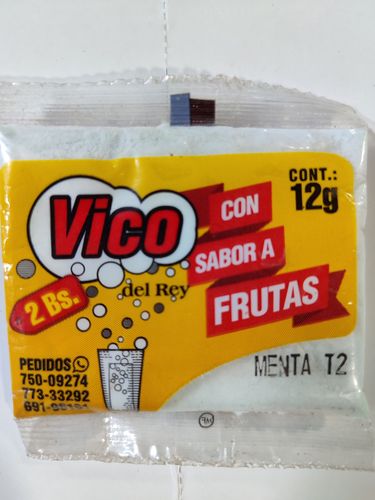 CONT.:
12g
Vico
del Rey
CON
SABOR A
FRUTAS
2 Bs.
PEDIDOS
750-09274
773-33292
MENTA T2